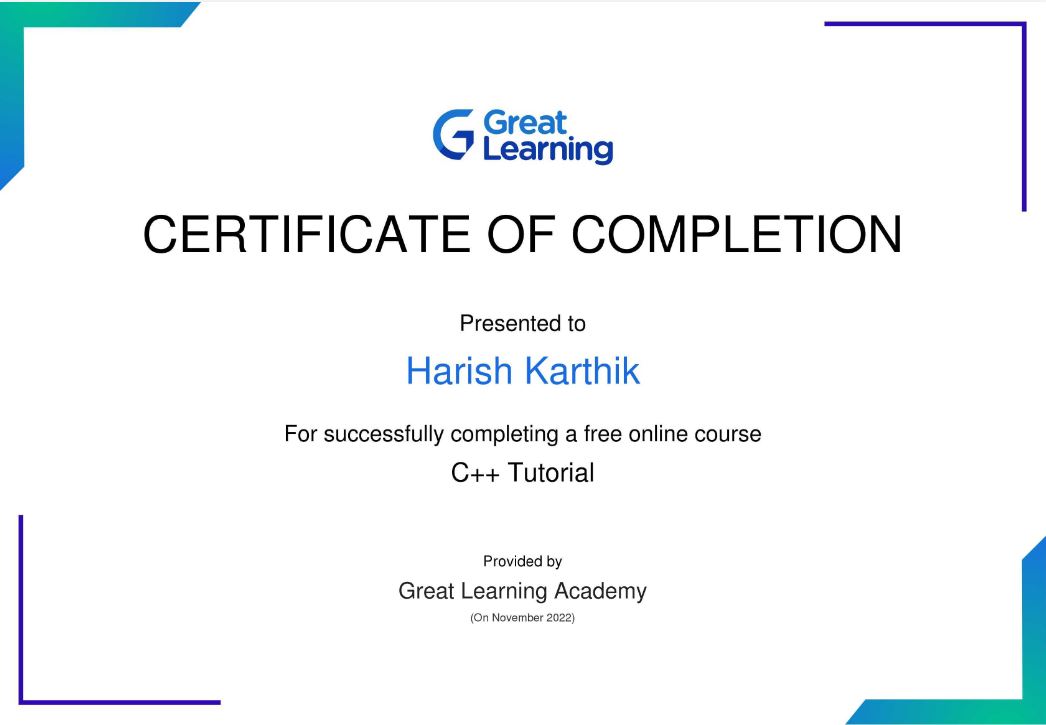 Great
Learning
CERTIFICATE OF COMPLETION
Presented to
Harish Karthik
For successfully completing a free online course
C++ Tutorial
Provided by
Great Learning Academy
(On November 2022)